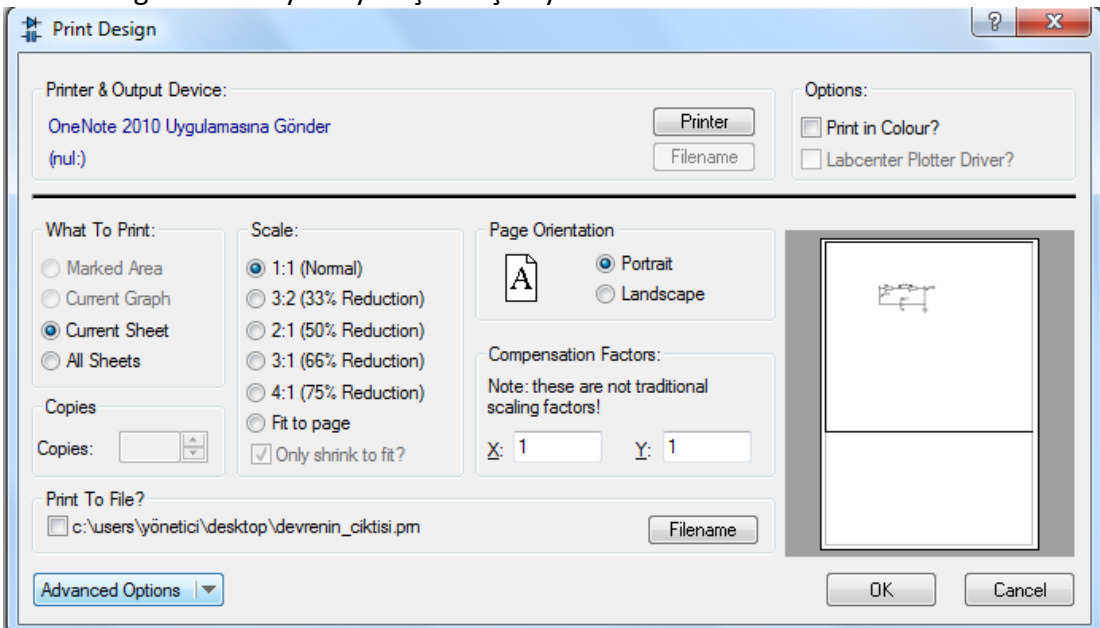 Print Design
Printer & Output Device:
OneNote 2010 Uygulamasına Gönder
(nul:)
Printer
Filename
Options:
Print in Colour?
Labcenter Plotter Driver?
What To Print:
Marked Area
Current Graph
Current Sheet
All Sheets
Copies
Copies:
Scale:
1:1 (Normal)
3:2 (33% Reduction)
2:1 (50% Reduction)
3:1 (66% Reduction)
4:1 (75% Reduction)
Fit to page
Only shrink to fit?
Page Orientation
A
Portrait
Landscape
Compensation Factors:
Note: these are not traditional
scaling factors!
X: 1 Y: 1
Print To File?
c:\users\yönetici\desktop\devrenin_ciktisi.prn
Filename
Advanced Options
OK
Cancel